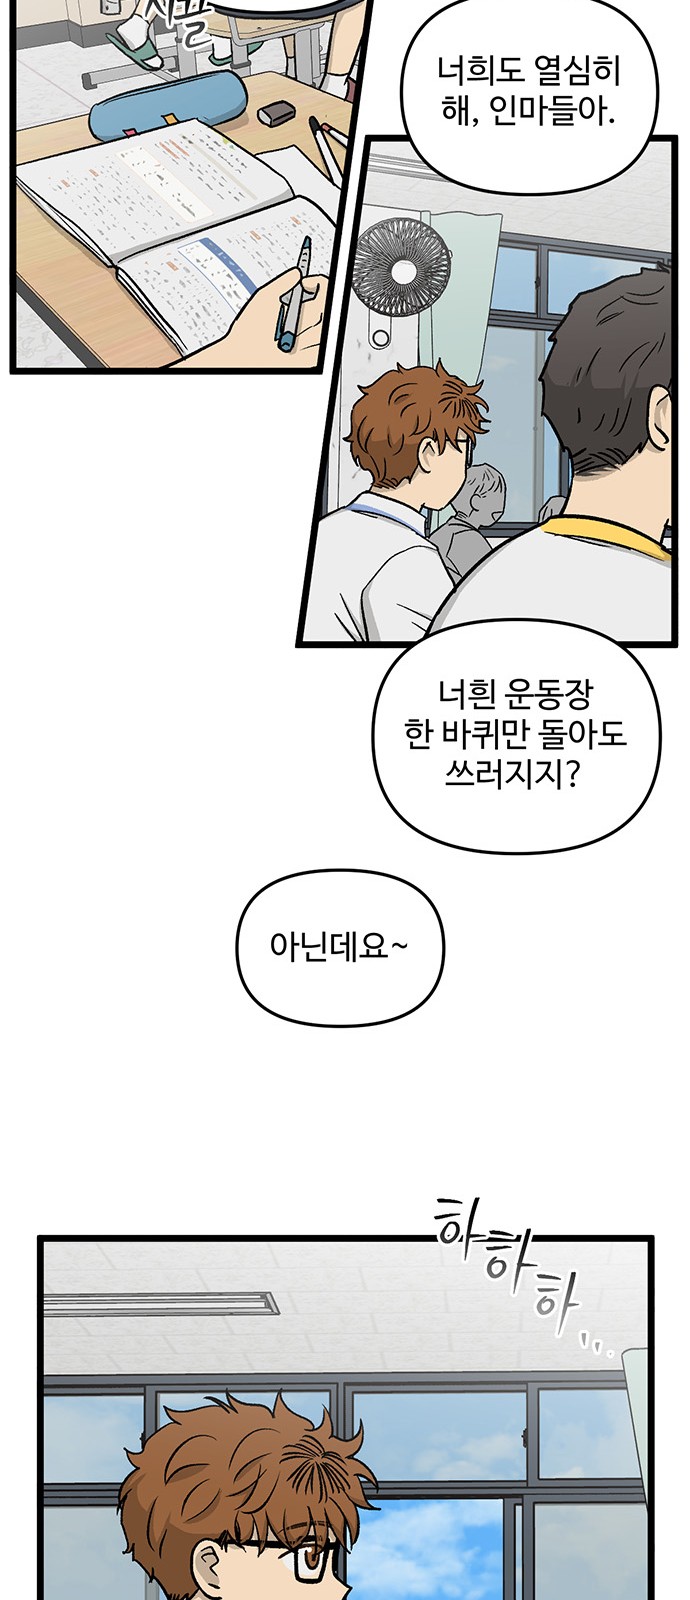 너희도 열심히
해, 인마들아.
너흰 운동장
한 바퀴만 돌아도
쓰러지지?
아닌데요~
하하하...